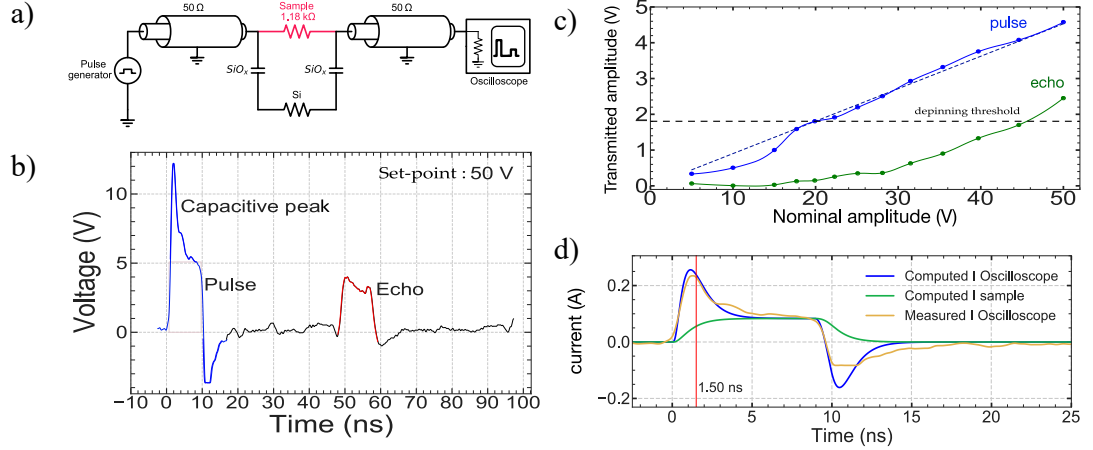 a)
50 Ω
Sample
1.18 kΩ
50 Ω
Pulse
generator
SiOₓ
SiOₓ
Si
Oscilloscope
b)
Set-point : 50 V
Capacitive peak
Pulse
Echo
Voltage (V)
10
5
0
−10 0 10 20 30 40 50 60 70 80 90 100
Time (ns)
c)
Transmitted amplitude (V)
5
4
3
2
1
0
pulse
echo
depinning threshold
0 10 20 30 40 50
Nominal amplitude (V)
d)
current (A)
0.2
0.0
−0.2
Computed I Oscilloscope
Computed I sample
Measured I Oscilloscope
1.50 ns
0 5 10 15 20 25
Time (ns)